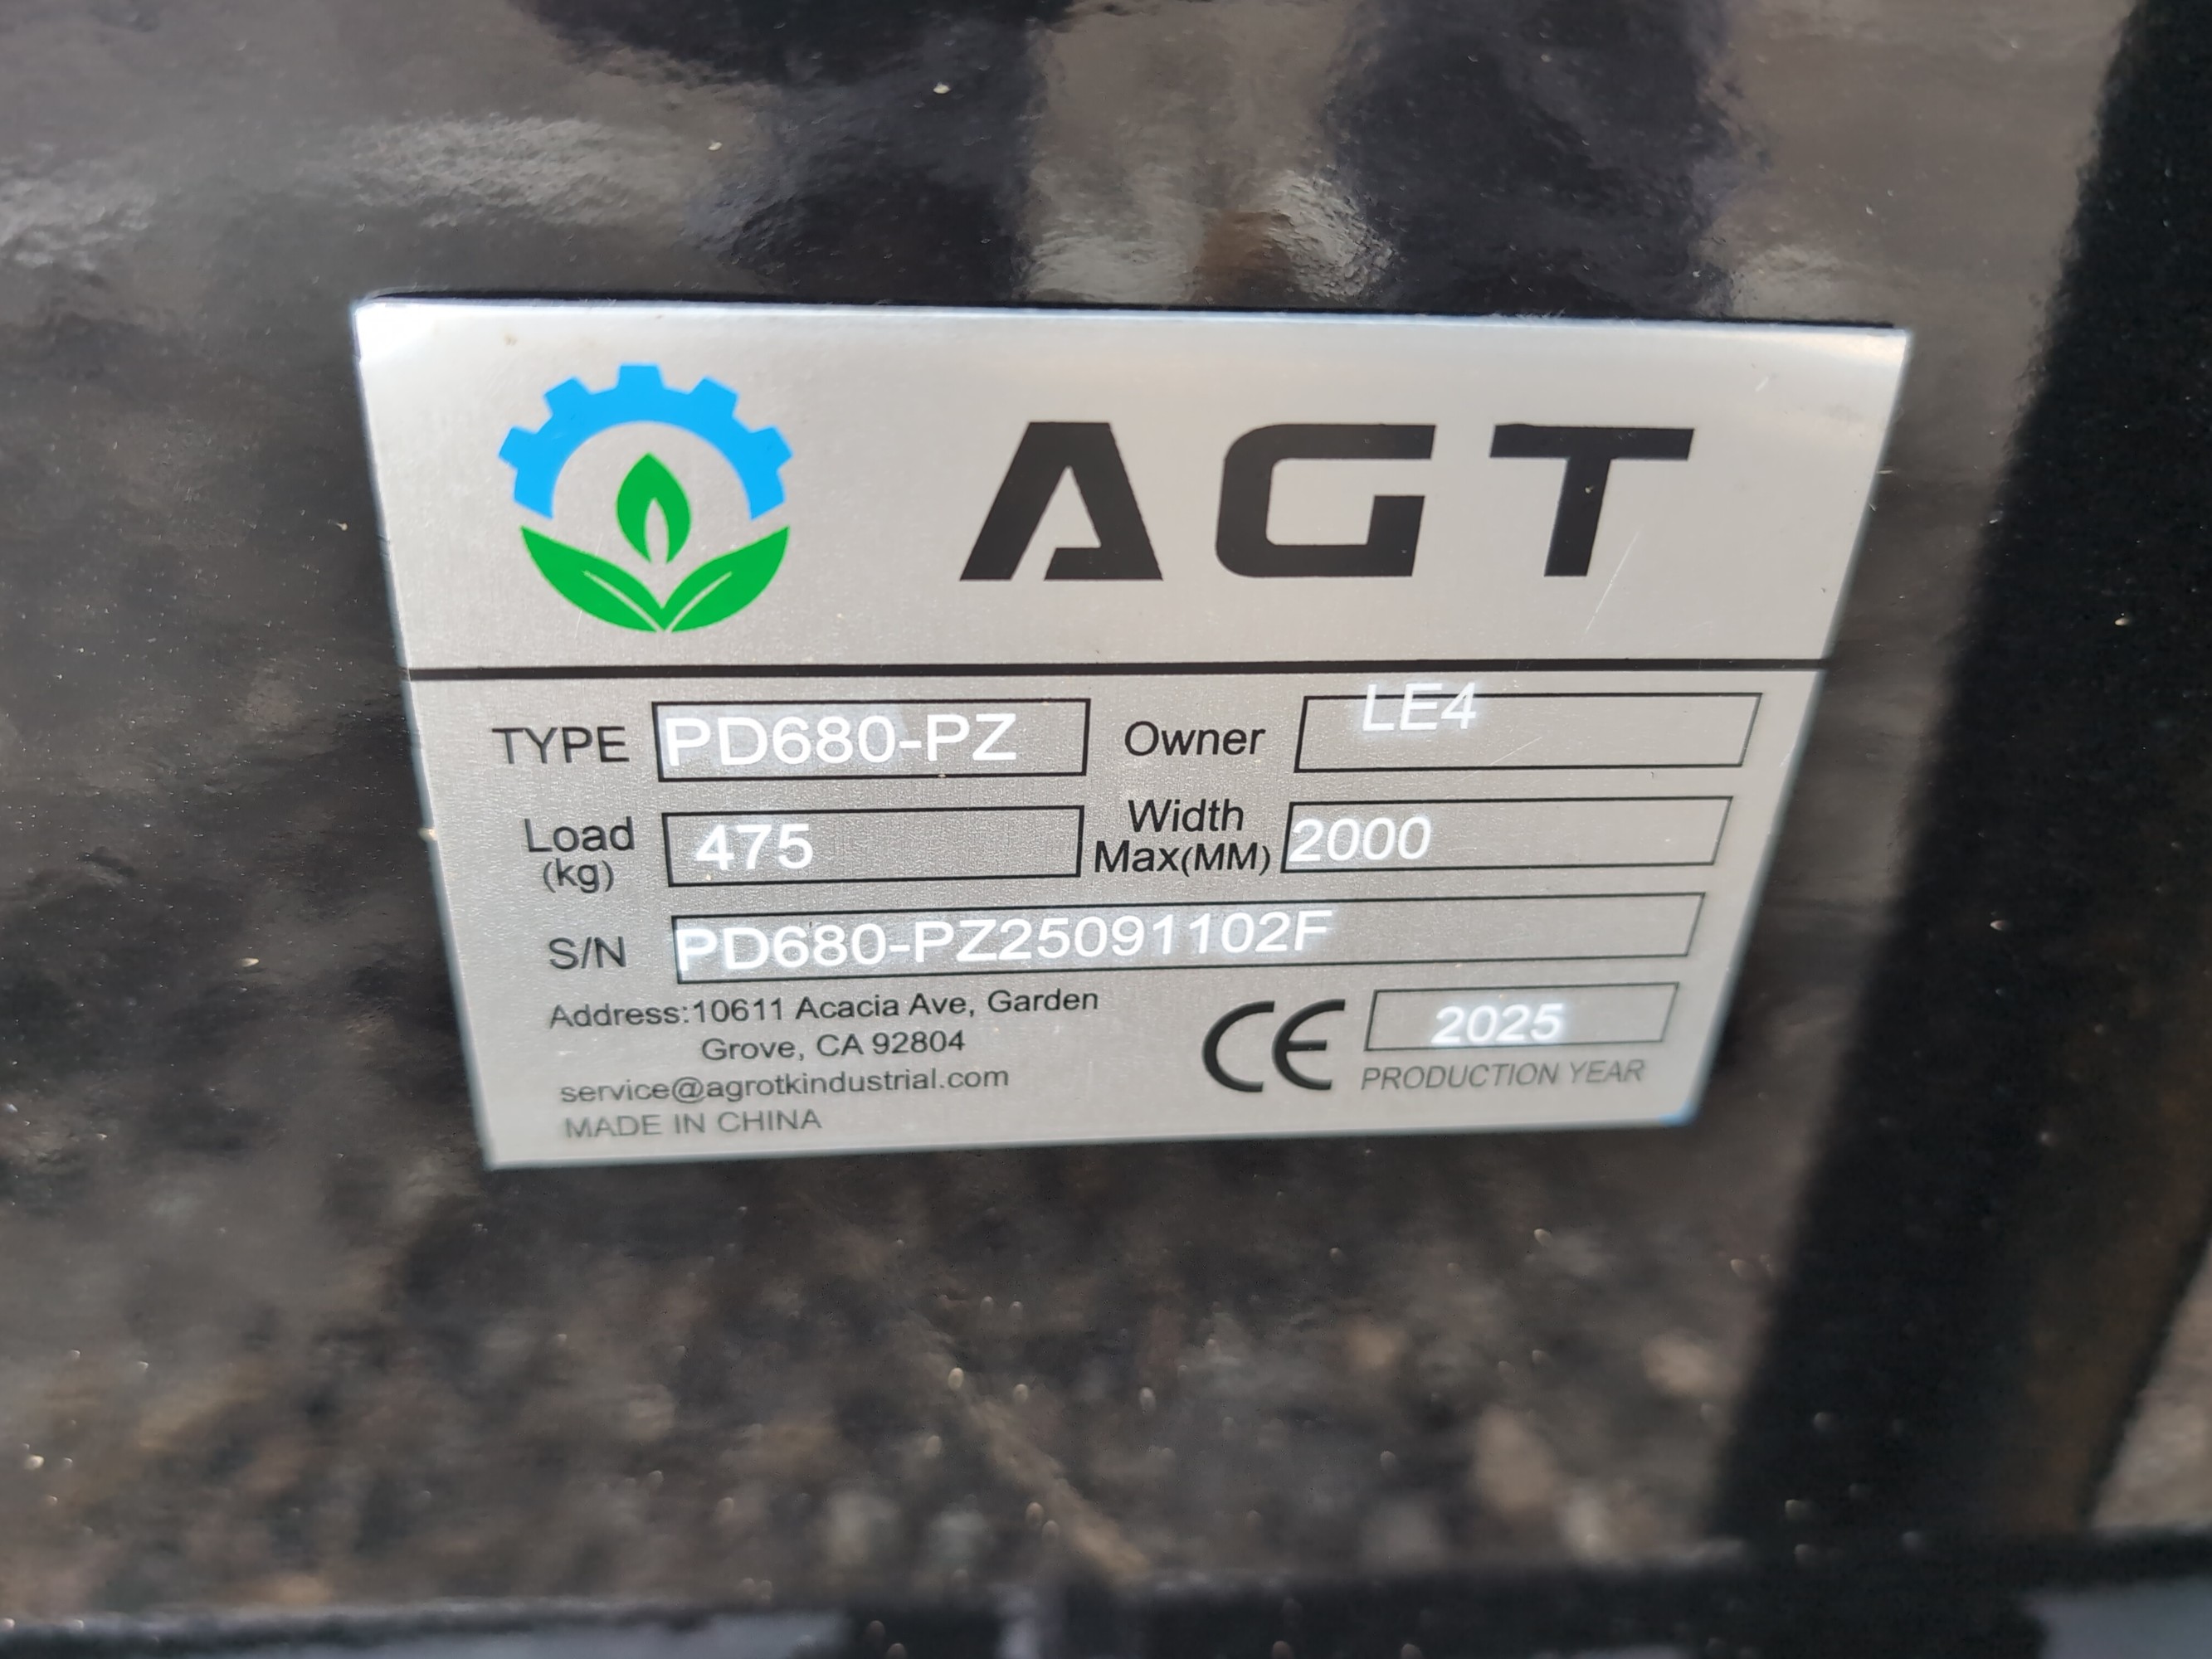 AGT
TYPE PD680-PZ Owner LE4
Load (kg) 475 Width Max(MM) 2000
S/N PD680-PZ25091102F
Address:10611 Acacia Ave, Garden
Grove, CA 92804
service@agrotkindustrial.com
MADE IN CHINA
CE 2025
PRODUCTION YEAR